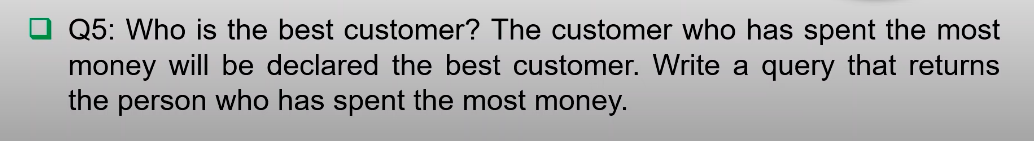 Q5: Who is the best customer? The customer who has spent the most
money will be declared the best customer. Write a query that returns
the person who has spent the most money.